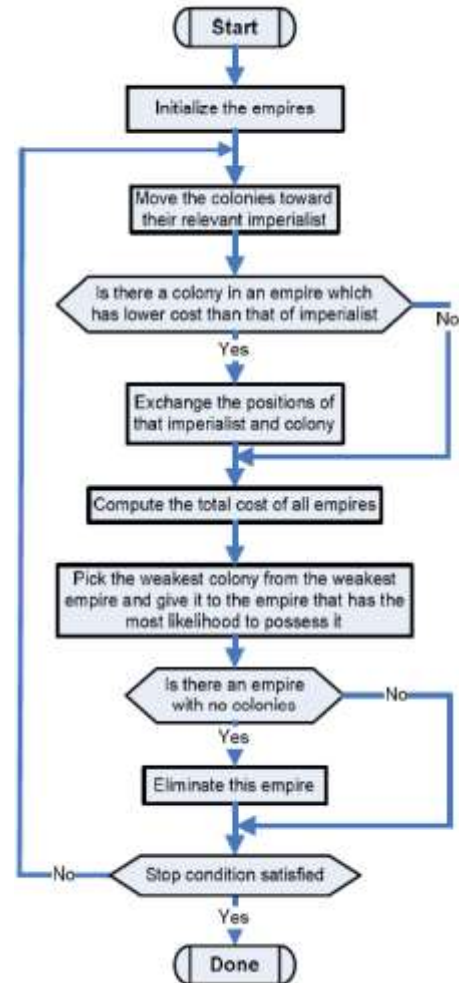 Start
Initialize the empires
Move the colonies toward
their relevant imperialist
Is there a colony in an empire which
has lower cost than that of imperialist
No
Yes
Exchange the positions of
that imperialist and colony
Compute the total cost of all empires
Pick the weakest colony from the weakest
empire and give it to the empire that has the
most likelihood to possess it
Is there an empire
with no colonies
No
Yes
Eliminate this empire
No
Stop condition satisfied
Yes
Done